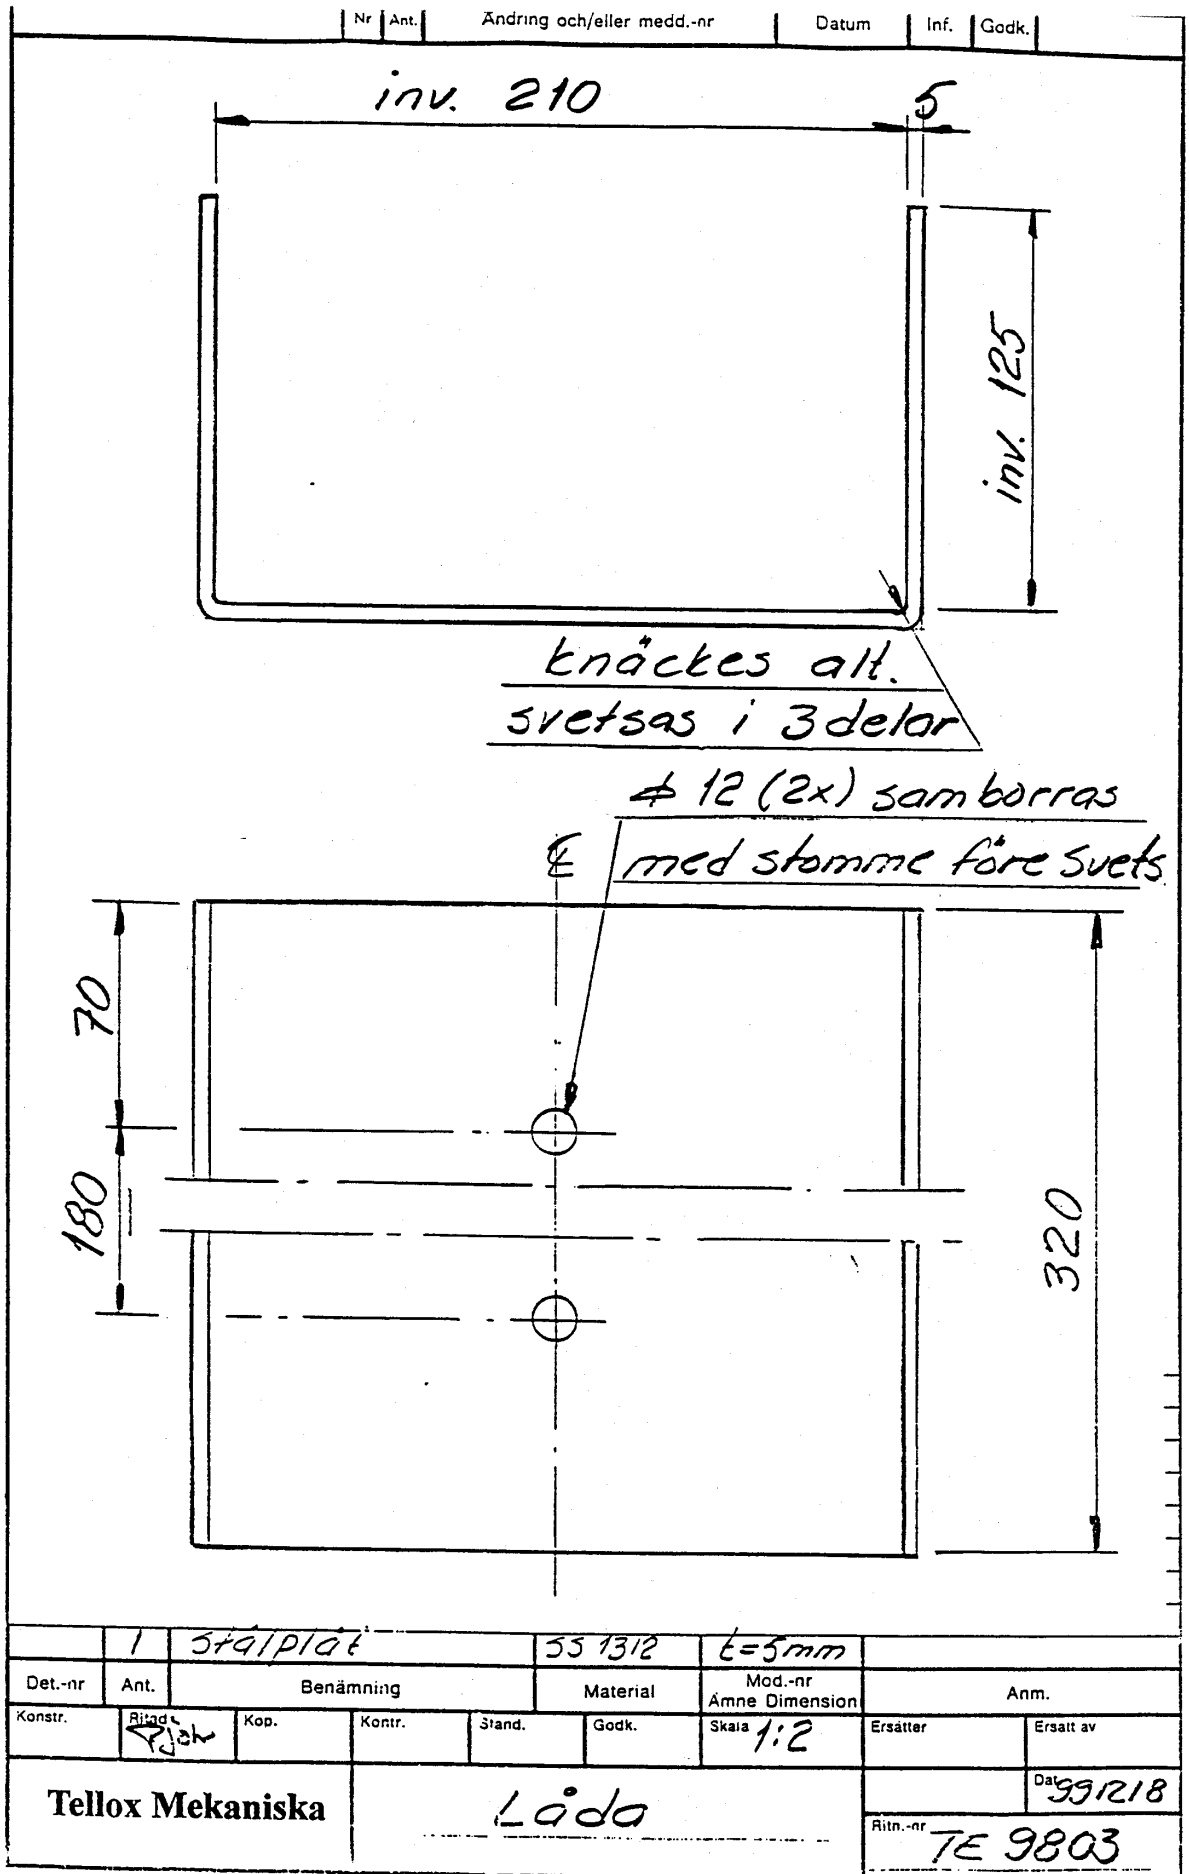 Nr Ant. Ändring och/eller medd.-nr Datum Inf. Godk.
inv. 210
5
inv. 125
knäckes alt.
svetsas i 3 delar
⌀ 12 (2x) samborras
med stomme före svets
℄
70
180
320
1 Stålplåt SS 1312 t=5mm
Det.-nr Ant. Benämning Material Mod.-nr Anm.
Ämne Dimension
Konstr. Ritad Kop. Kontr. Stand. Godk. Skala 1:2 Ersätter Ersatt av
Tellox Mekaniska Låda Dat 991218
Ritn.-nr TE 9803